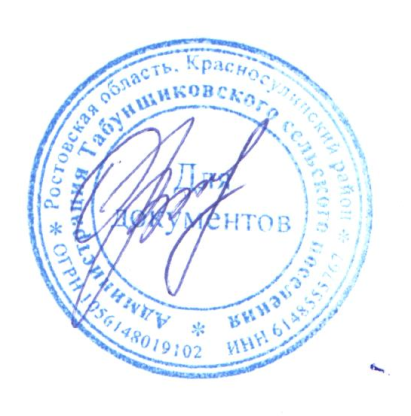 Ростовская область, Красносулинский район *
ОГРН 1056148019102 ИНН
Администрация Табунщиковского сельского поселения *
Для
документов